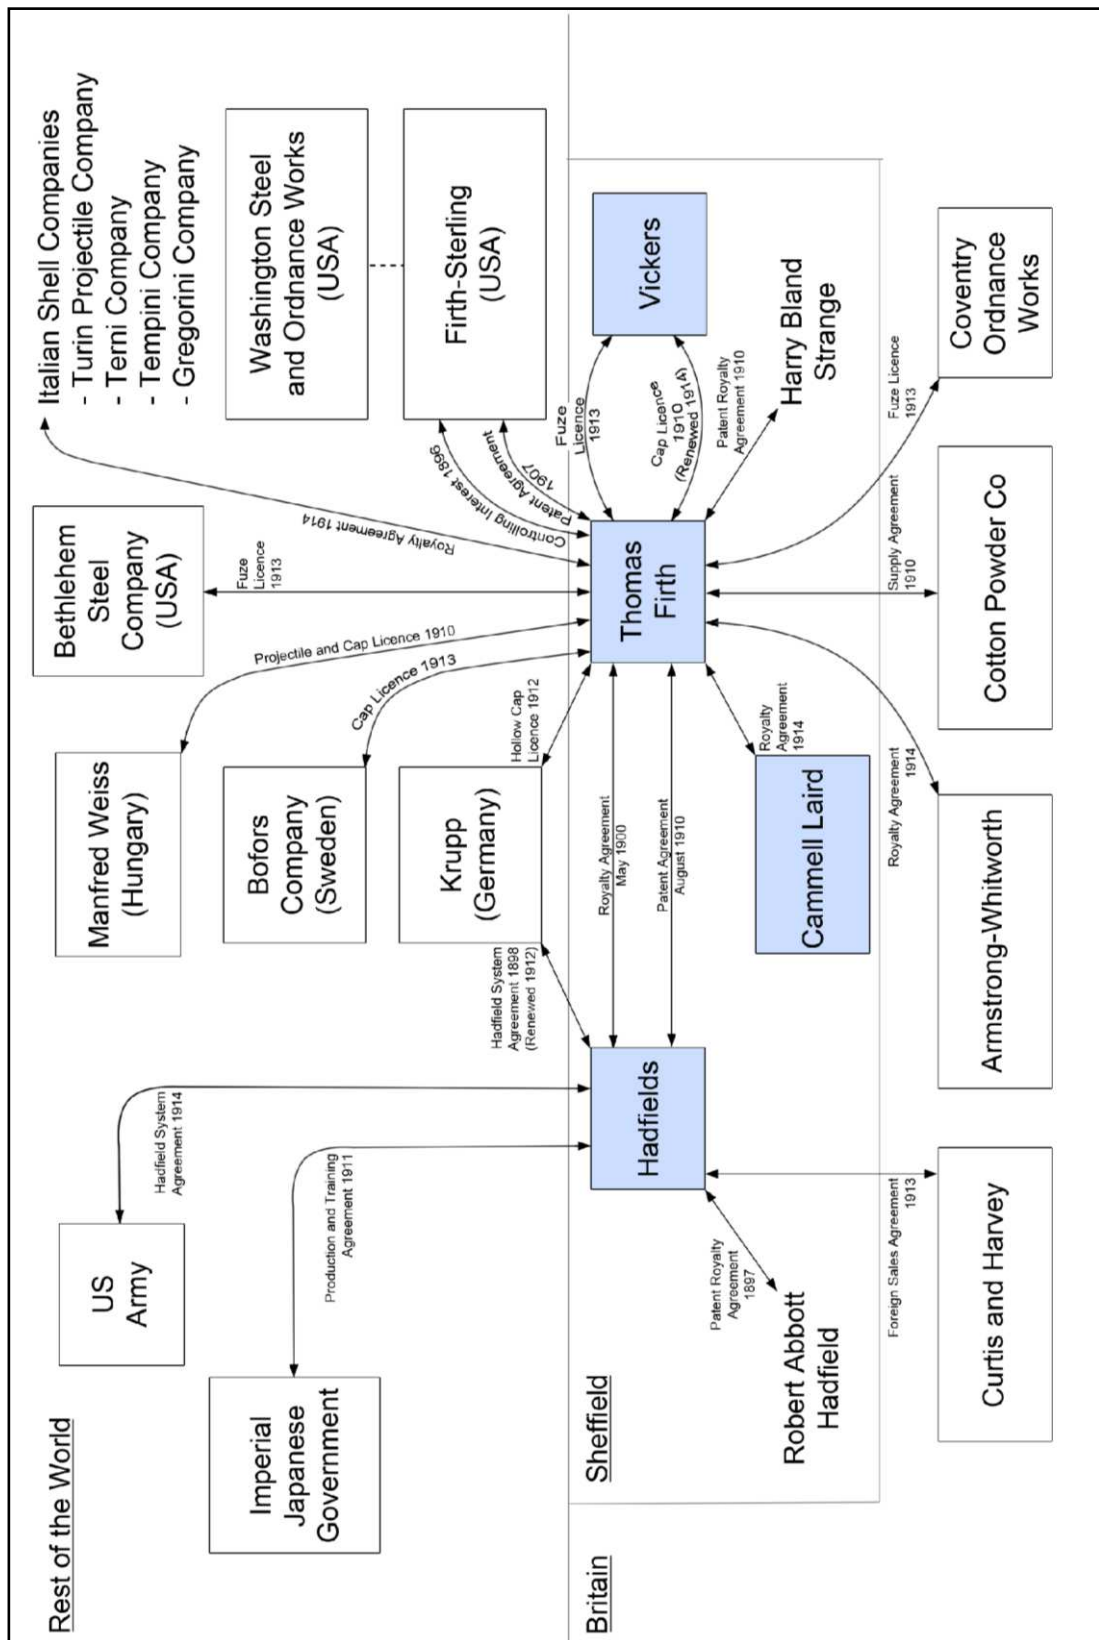 Rest of the World
US
Army
Hadfield System
Agreement 1914
Imperial
Japanese
Government
Production and Training
Agreement 1911
Manfred Weiss
(Hungary)
Projectile and Cap Licence 1910
Bofors
Company
(Sweden)
Cap Licence 1913
Krupp
(Germany)
Hadfield System
Agreement 1898
(Renewed 1912)
Hollow Cap
Licence 1912
Bethlehem
Steel
Company
(USA)
Fuze
Licence
1913
Italian Shell Companies
- Turin Projectile Company
- Terni Company
- Tempini Company
- Gregorini Company
Royalty Agreement 1914
Washington Steel
and Ordnance Works
(USA)
Firth-Sterling
(USA)
Controlling Interest 1896
Patent Agreement
1907
Britain
Sheffield
Hadfields
Royalty Agreement
May 1900
Patent Agreement
August 1910
Thomas
Firth
Fuze
Licence
1913
Cap Licence
1910
(Renewed 1914)
Vickers
Robert Abbott
Hadfield
Patent Royalty
Agreement
1897
Cammell Laird
Royalty
Agreement
1914
Patent Royalty
Agreement 1910
Harry Bland
Strange
Foreign Sales Agreement
1913
Curtis and Harvey
Royalty Agreement
1914
Armstrong-Whitworth
Supply Agreement
1910
Cotton Powder Co
Fuze Licence
1913
Coventry
Ordnance
Works